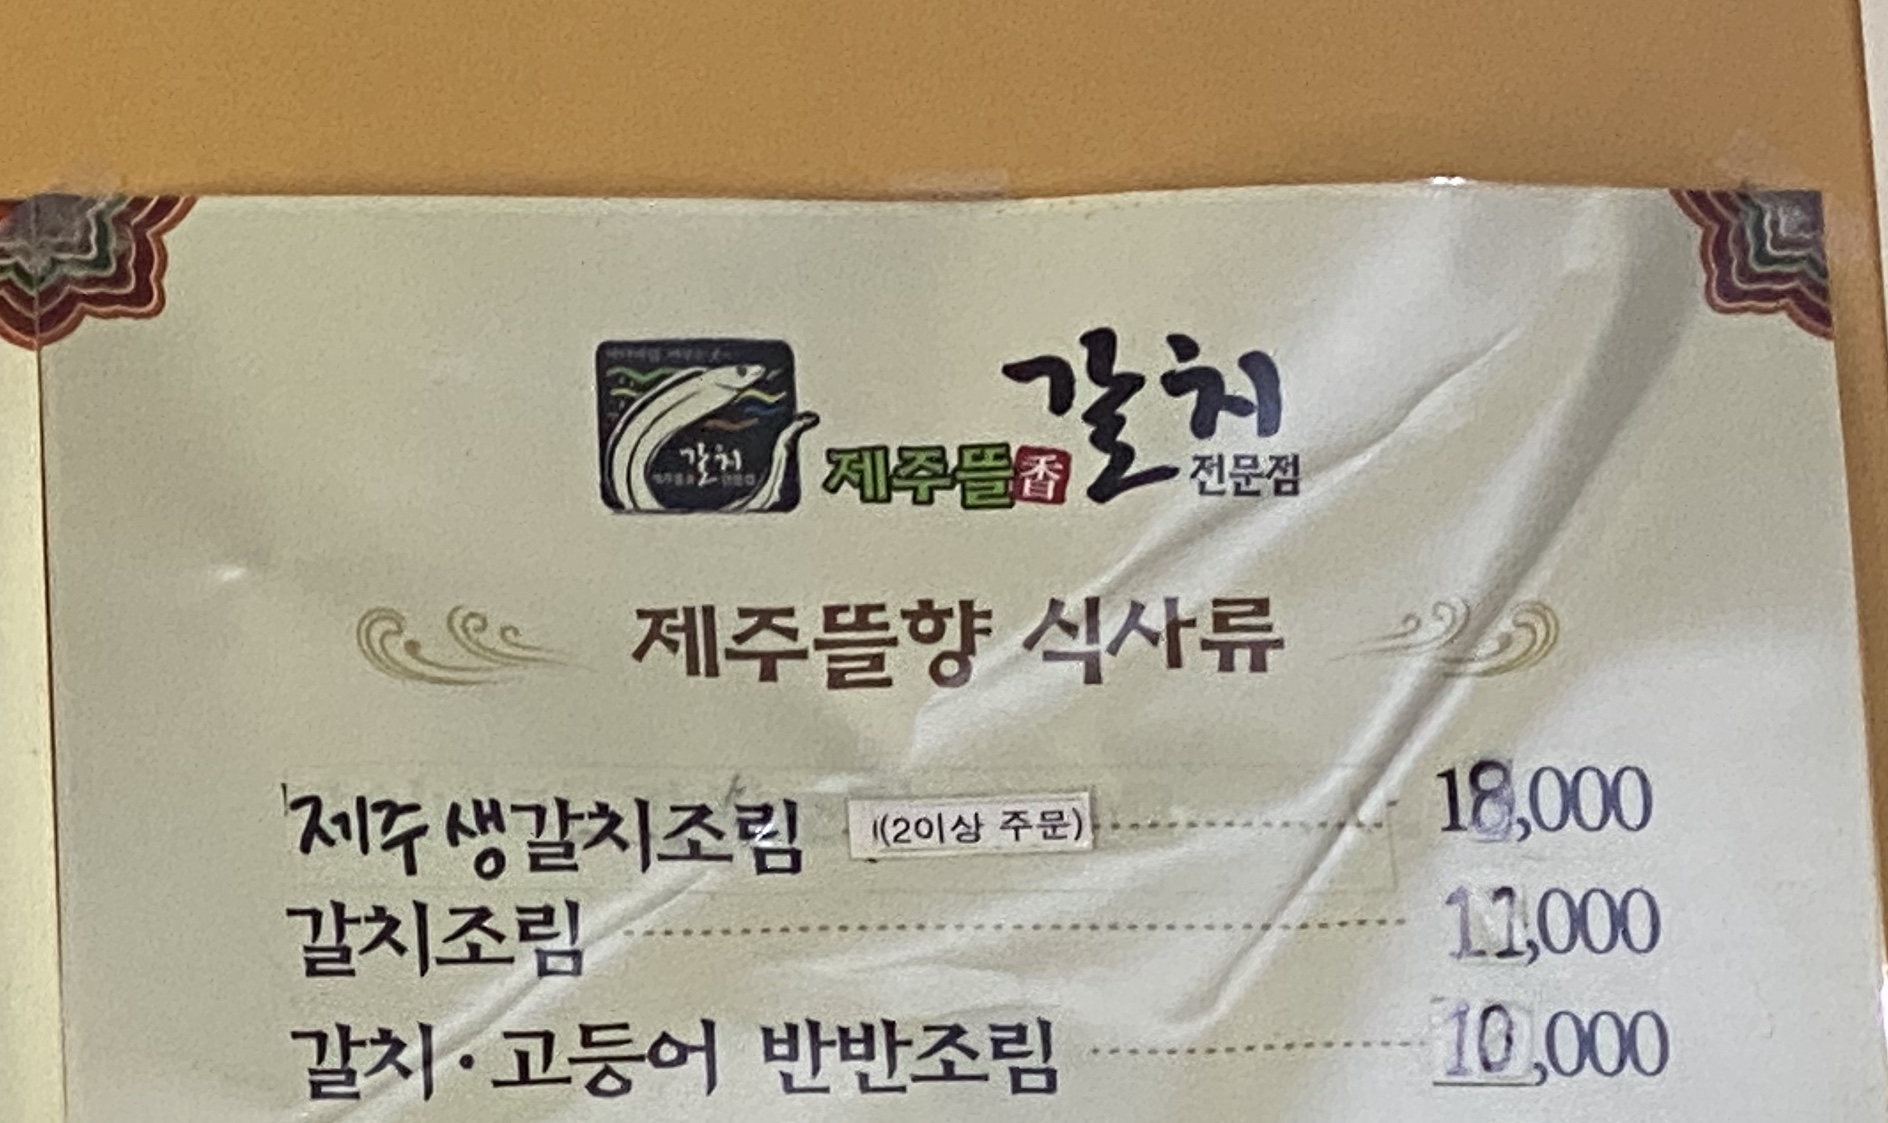 갈치
제주뜰香 전문점
갈치
제주뜰향 식사류
제주생갈치조림 (2이상 주문) 18,000
갈치조림 11,000
갈치·고등어 반반조림 10,000